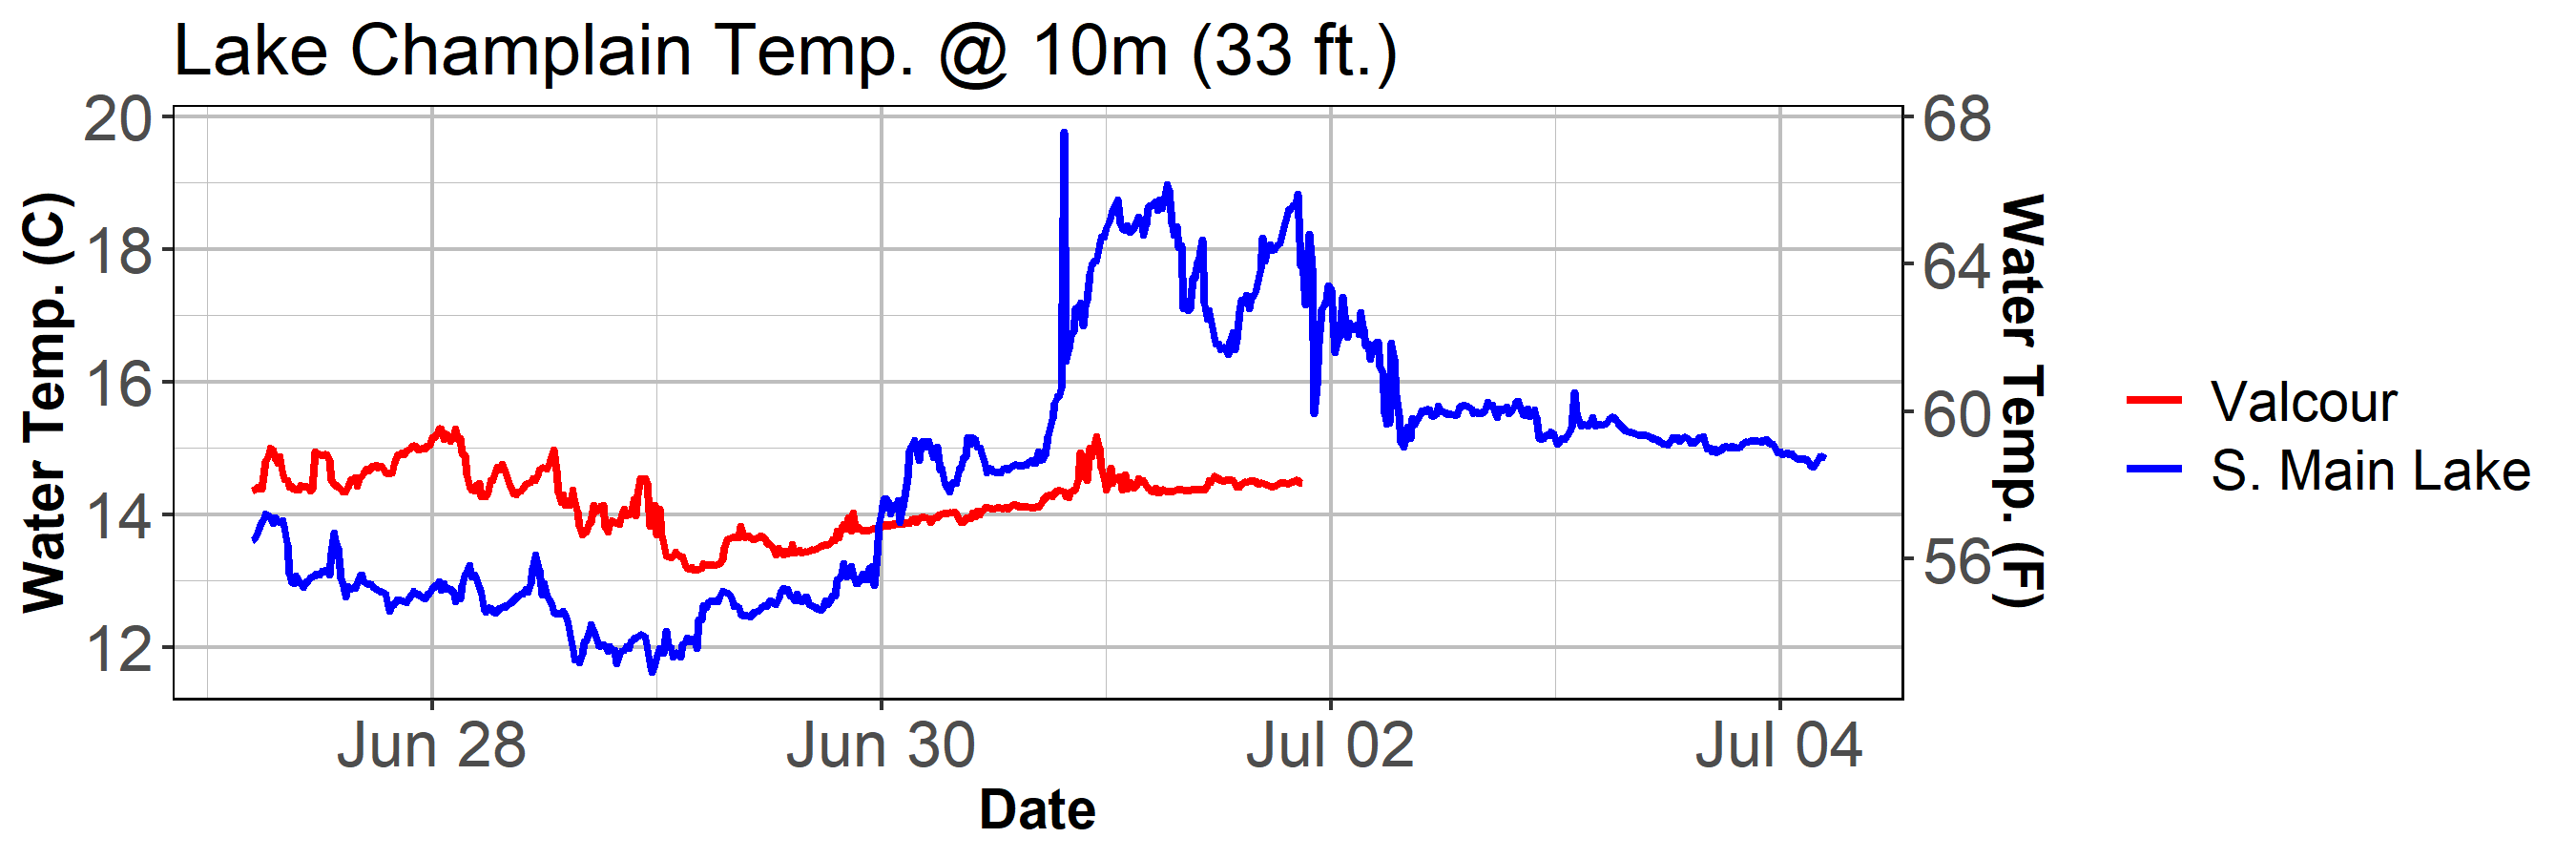 Lake Champlain Temp. @ 10m (33 ft.)
20
18
16
14
12
Water Temp. (C)
68
64
60
56
Water Temp. (F)
Jun 28
Jun 30
Jul 02
Jul 04
Date
Valcour
S. Main Lake